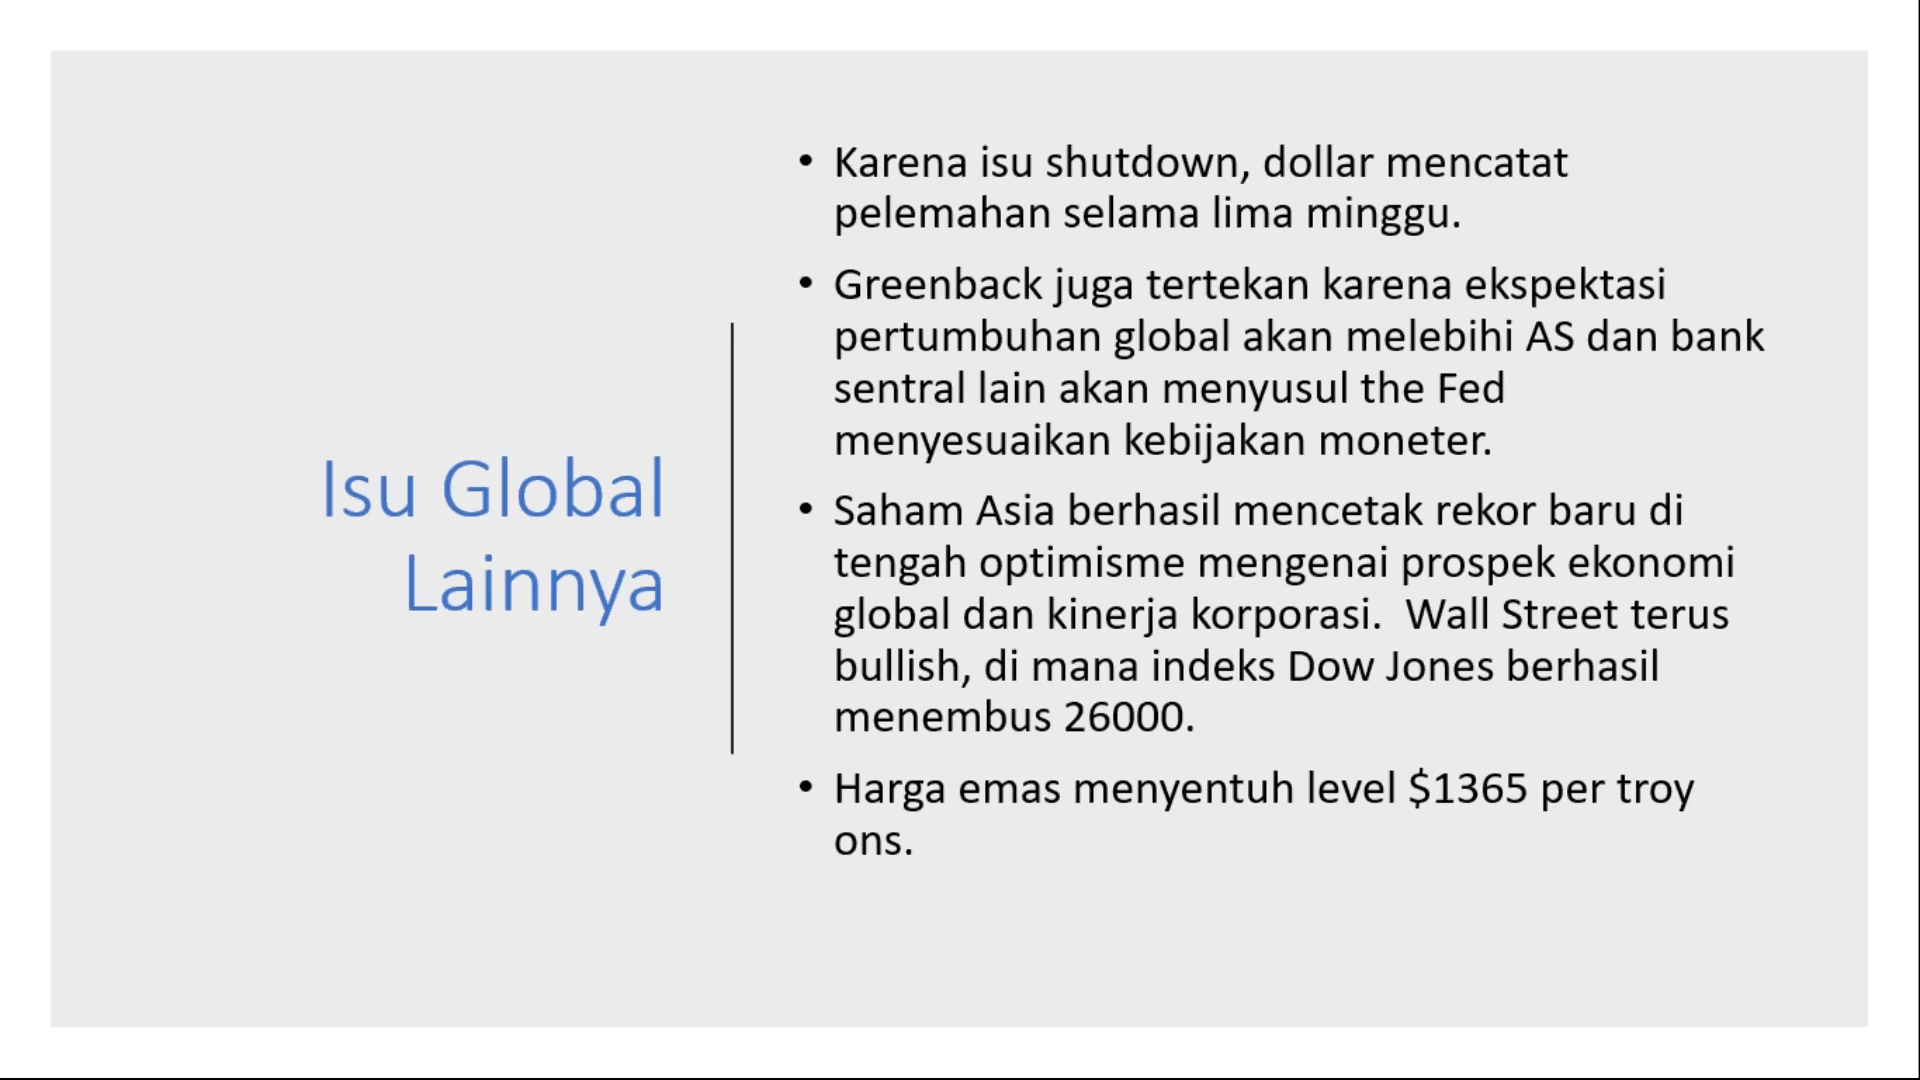 Isu Global
Lainnya
• Karena isu shutdown, dollar mencatat
pelemahan selama lima minggu.
• Greenback juga tertekan karena ekspektasi
pertumbuhan global akan melebihi AS dan bank
sentral lain akan menyusul the Fed
menyesuaikan kebijakan moneter.
• Saham Asia berhasil mencetak rekor baru di
tengah optimisme mengenai prospek ekonomi
global dan kinerja korporasi.  Wall Street terus
bullish, di mana indeks Dow Jones berhasil
menembus 26000.
• Harga emas menyentuh level $1365 per troy
ons.